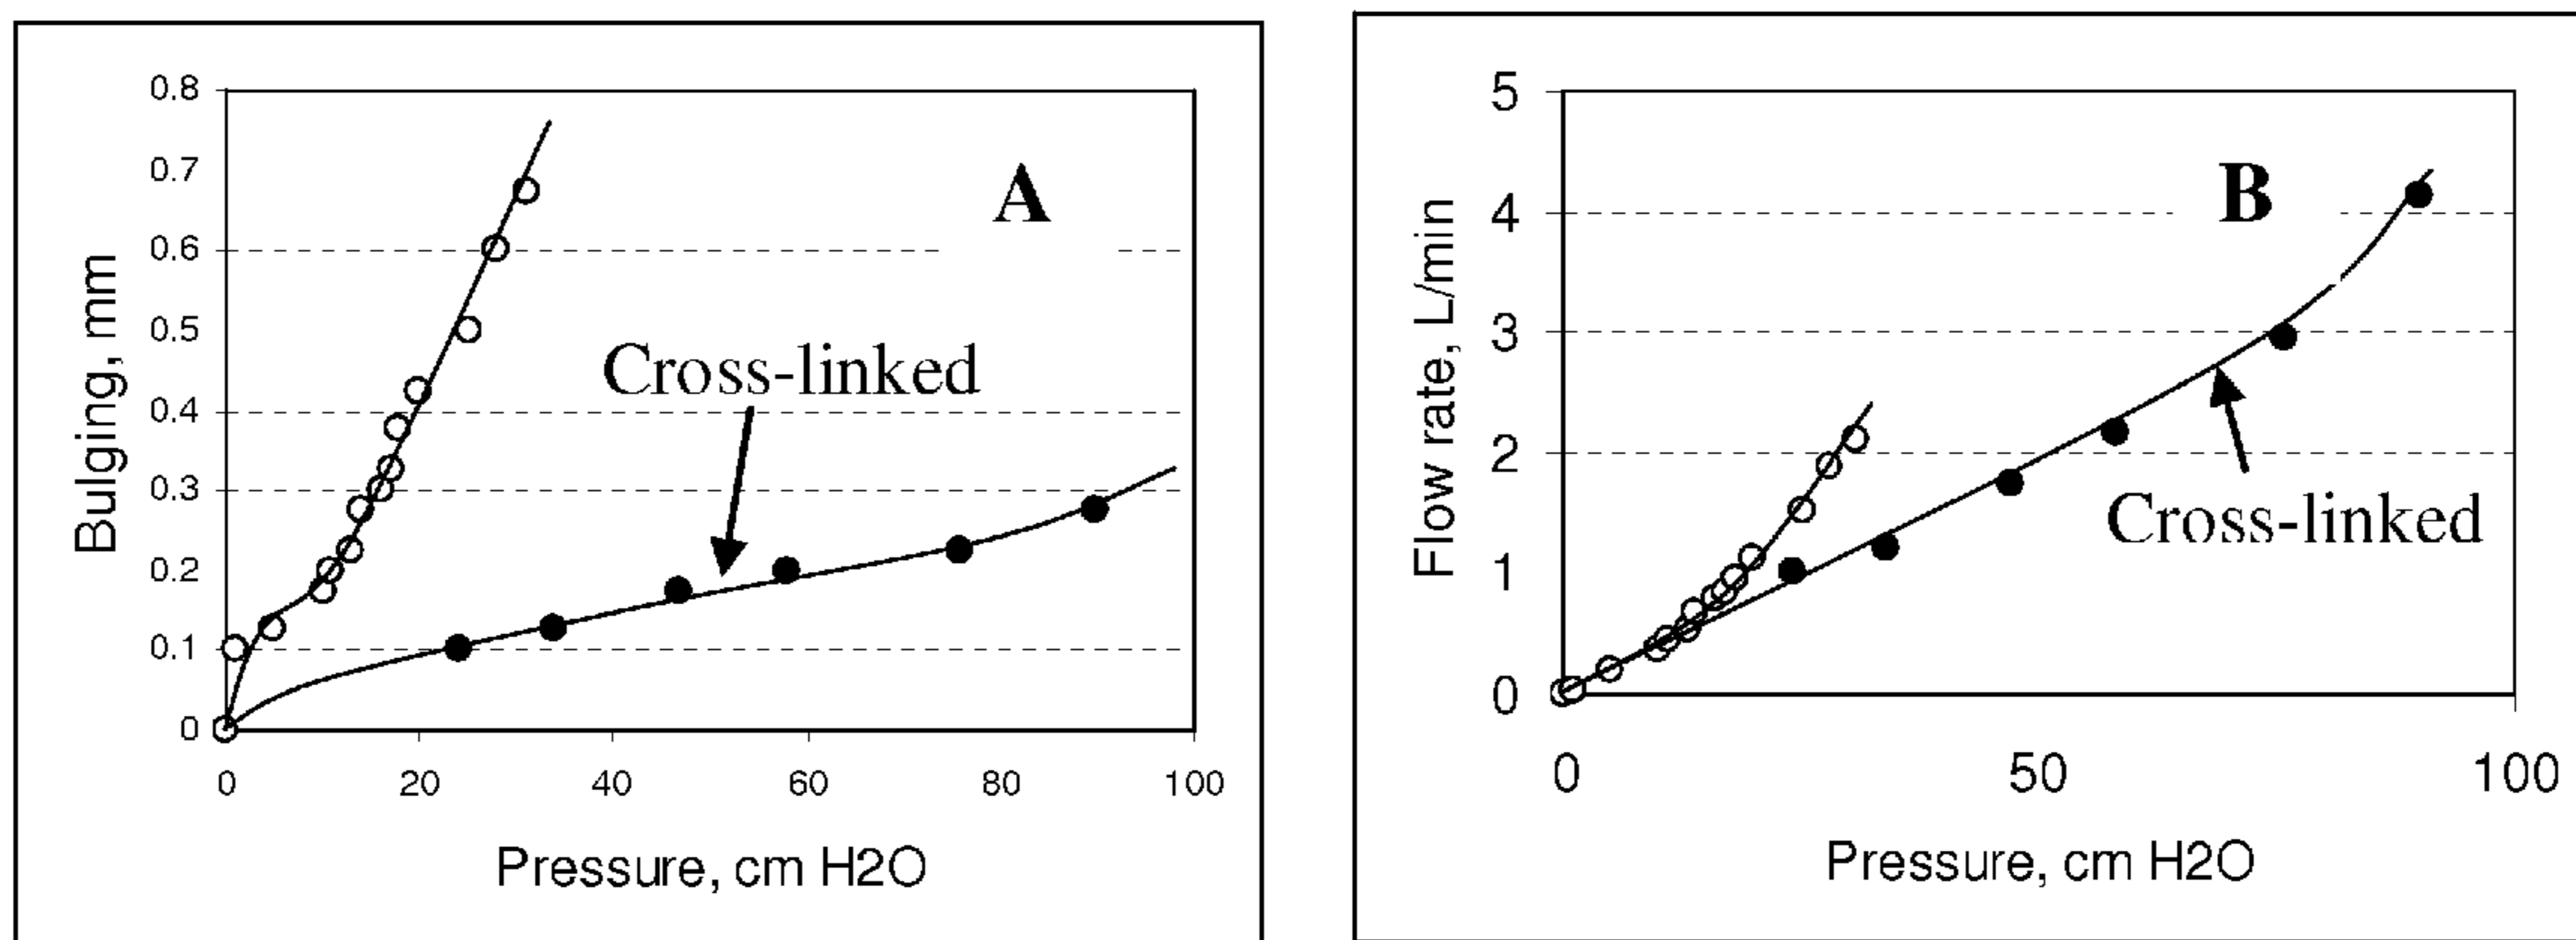 0.8
0.7
0.6
0.5
0.4
0.3
0.2
0.1
0
Bulging, mm
A
Cross-linked
0 20 40 60 80 100
Pressure, cm H2O
5
4
3
2
1
0
Flow rate, L/min
B
Cross-linked
0 50 100
Pressure, cm H2O